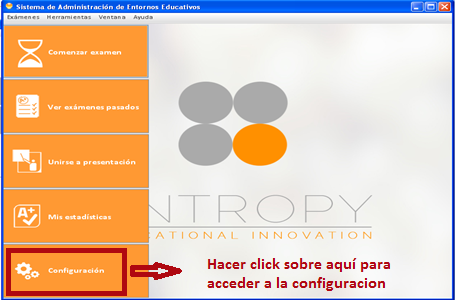 Sistema de Administración de Entornos Educativos
Exámenes Herramientas Ventana Ayuda
Comenzar examen
Ver exámenes pasados
Unirse a presentación
A+
Mis estadísticas
NTROPY
CATIONAL INNOVATION
Configuración
Hacer click sobre aquí para
acceder a la configuracion